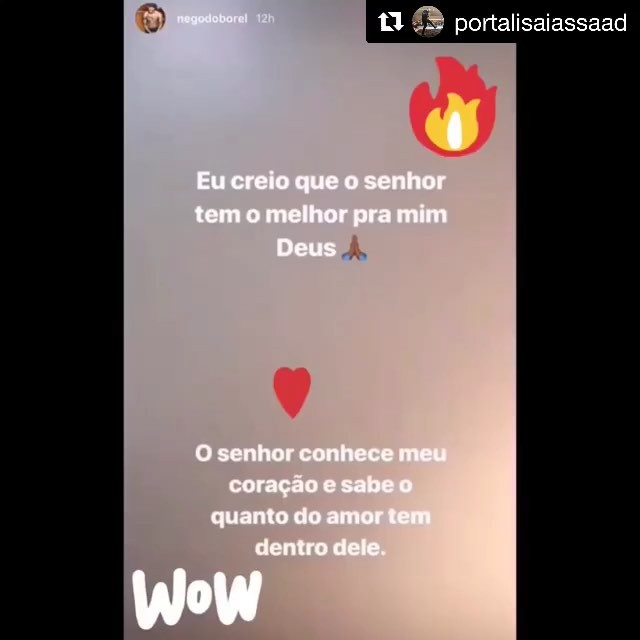 negodoborel 12h
portalisaiassaad
Eu creio que o senhor
tem o melhor pra mim
Deus 🙏🏾
O senhor conhece meu
coração e sabe o
quanto do amor tem
dentro dele.
WOW